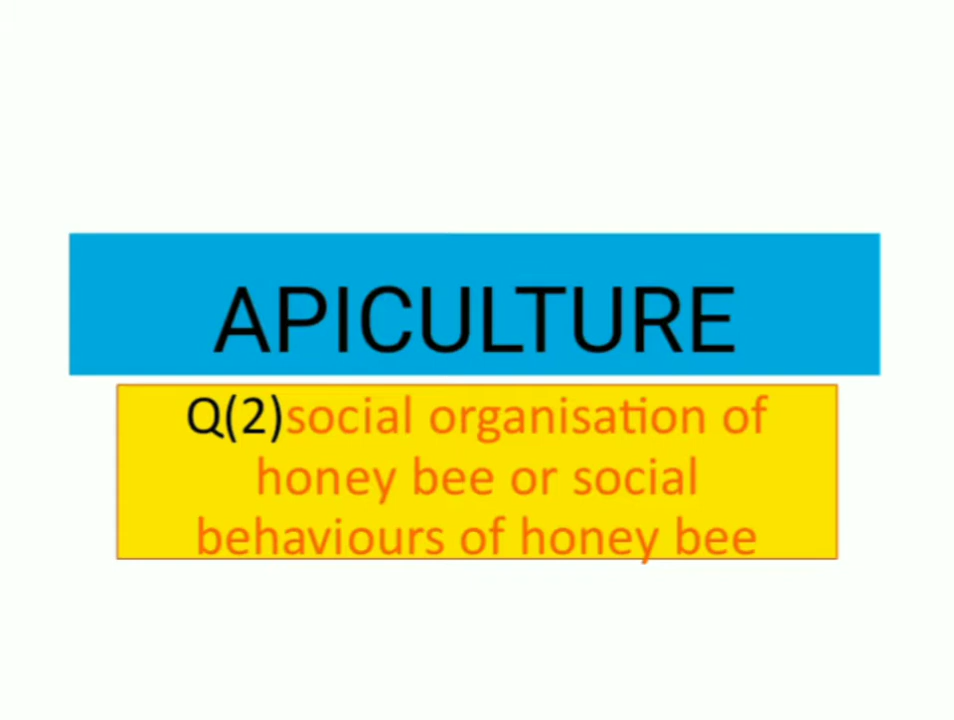 APICULTURE
Q(2)social organisation of
honey bee or social
behaviours of honey bee